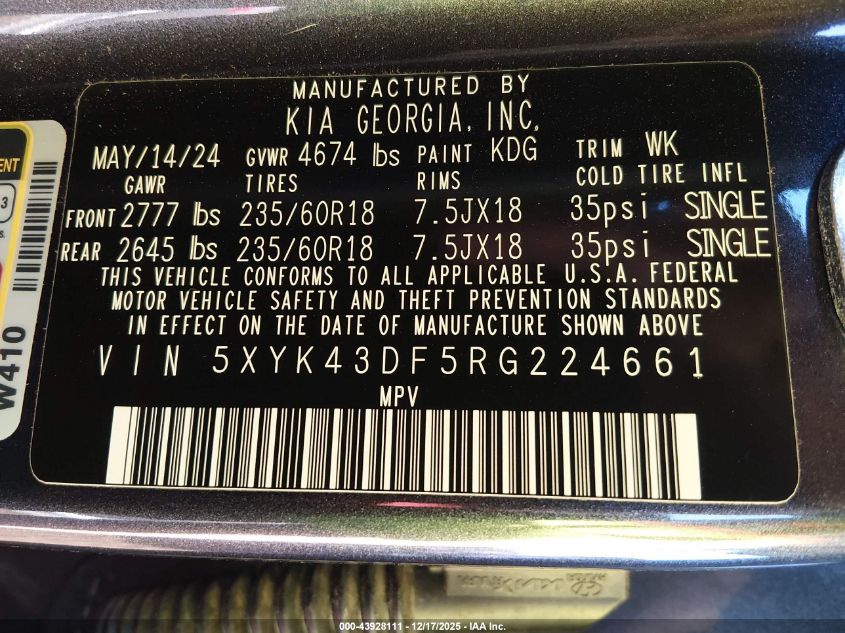 MANUFACTURED BY
KIA GEORGIA, INC.
MAY/14/24 GVWR 4674 lbs PAINT KDG TRIM WK
GAWR TIRES RIMS COLD TIRE INFL
FRONT 2777 lbs 235/60R18 7.5JX18 35psi SINGLE
REAR 2645 lbs 235/60R18 7.5JX18 35psi SINGLE
THIS VEHICLE CONFORMS TO ALL APPLICABLE U.S.A. FEDERAL
MOTOR VEHICLE SAFETY AND THEFT PREVENTION STANDARDS
IN EFFECT ON THE DATE OF MANUFACTURE SHOWN ABOVE
VIN 5XYK43DF5RG224661
MPV
W410
3
000-43928111 — 12/17/2025 — IAA Inc.